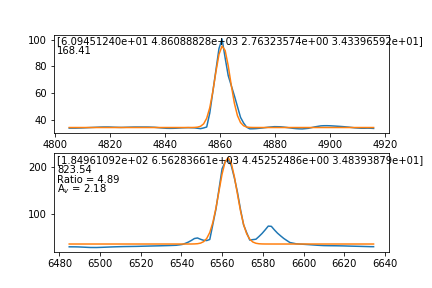 [6.09451240e+01 4.86088828e+03 2.76323574e+00 3.43396592e+01]
168.41
100
80
60
40
4800 4820 4840 4860 4880 4900 4920
[1.84961092e+02 6.56283661e+03 4.45252486e+00 3.48393879e+01]
823.54
Ratio = 4.89
Aᵥ = 2.18
200
100
6480 6500 6520 6540 6560 6580 6600 6620 6640